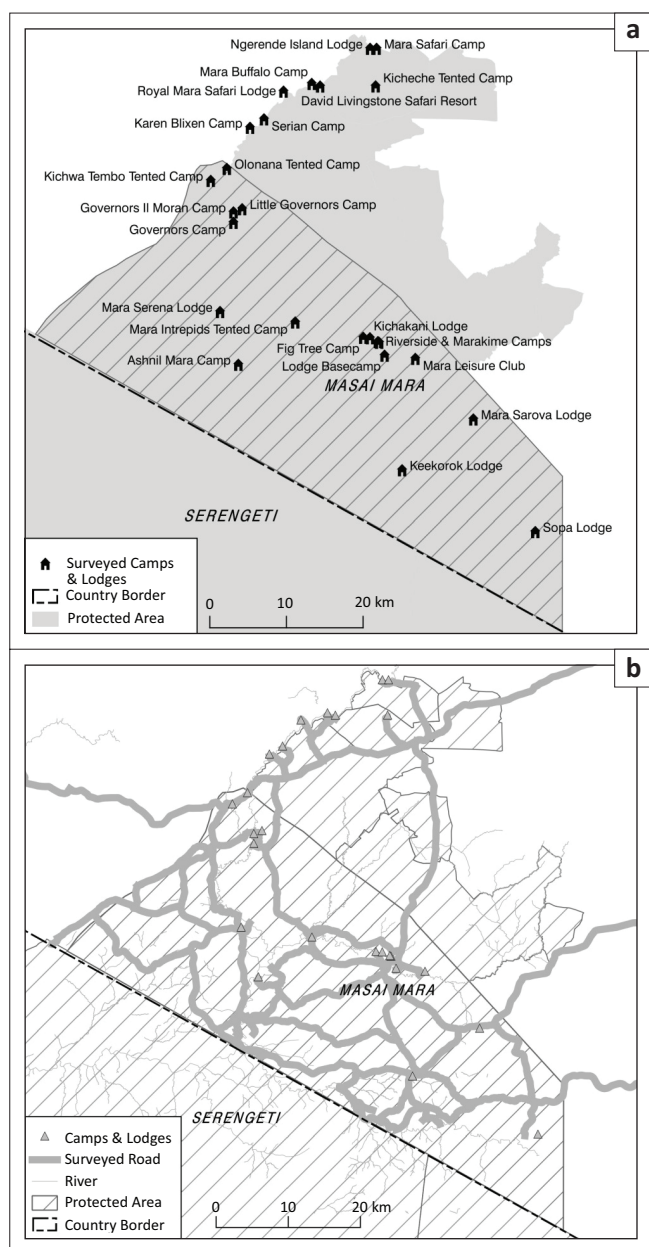 a
Ngerende Island Lodge
Mara Safari Camp
Mara Buffalo Camp
Kicheche Tented Camp
Royal Mara Safari Lodge
David Livingstone Safari Resort
Karen Blixen Camp
Serian Camp
Olonana Tented Camp
Kichwa Tembo Tented Camp
Governors II Moran Camp
Little Governors Camp
Governors Camp
Mara Serena Lodge
Mara Intrepids Tented Camp
Kichakani Lodge
Fig Tree Camp
Riverside & Marakime Camps
Ashnil Mara Camp
Lodge Basecamp
Mara Leisure Club
MASAI MARA
Mara Sarova Lodge
Keekorok Lodge
SERENGETI
Sopa Lodge
Surveyed Camps
& Lodges
Country Border
Protected Area
0 10 20 km
b
MASAI MARA
SERENGETI
Camps & Lodges
Surveyed Road
River
Protected Area
Country Border
0 10 20 km